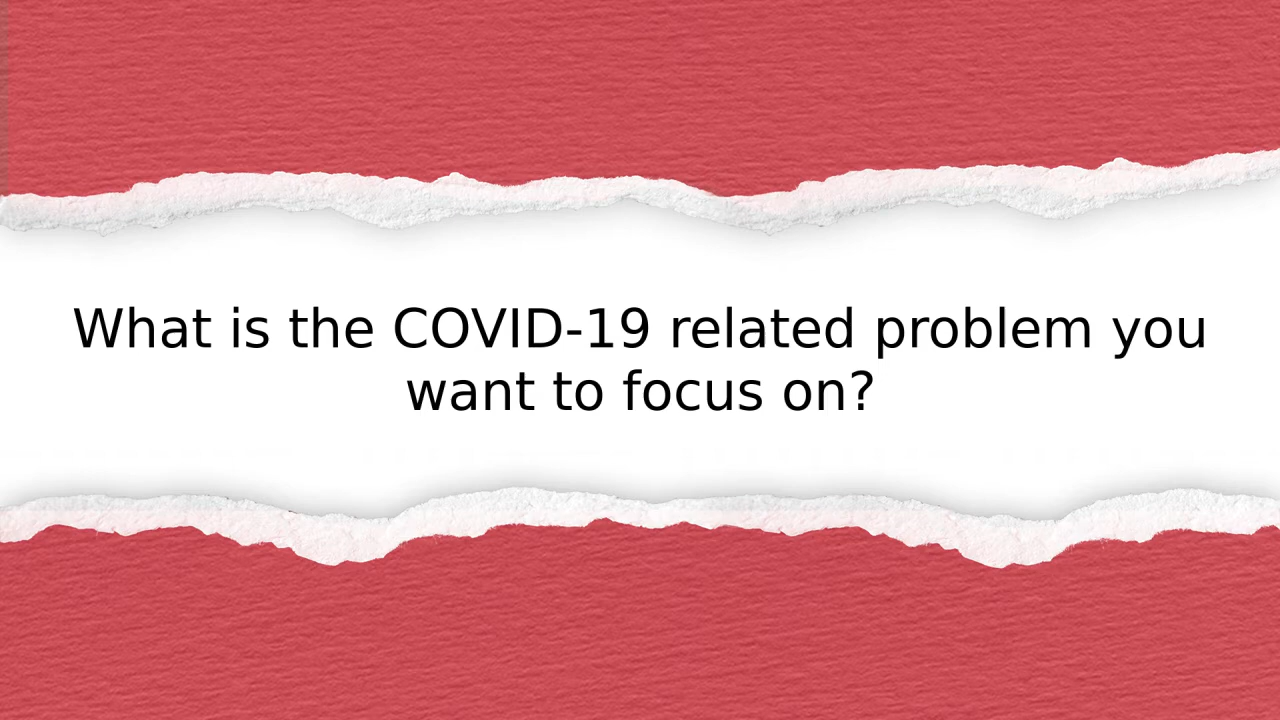 What is the COVID-19 related problem you
want to focus on?